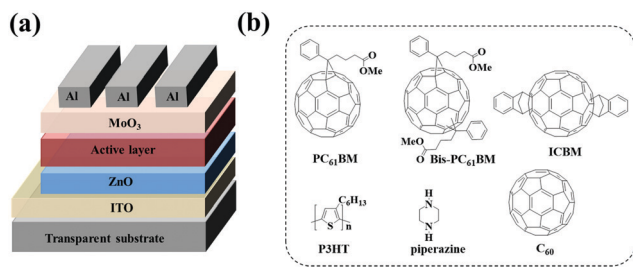 (a)
Al Al Al
MoO₃
Active layer
ZnO
ITO
Transparent substrate
(b)
O
OMe
PC₆₁BM
O
OMe
MeO
O
Bis-PC₆₁BM
ICBM
C₆H₁₃
S
n
P3HT
H
N
N
H
piperazine
C₆₀